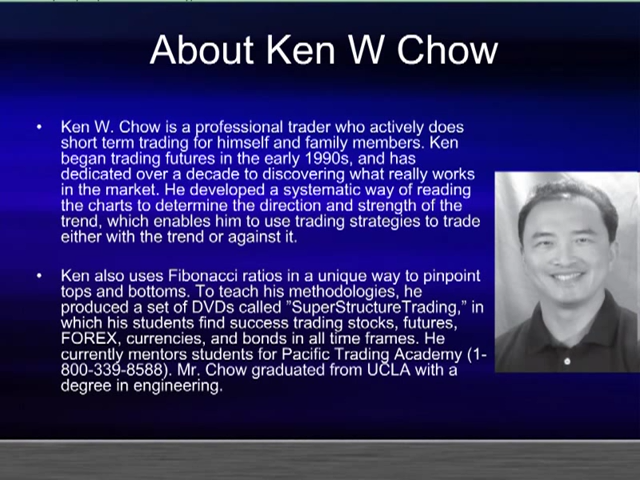 About Ken W Chow
• Ken W. Chow is a professional trader who actively does
short term trading for himself and family members. Ken
began trading futures in the early 1990s, and has
dedicated over a decade to discovering what really works
in the market. He developed a systematic way of reading
the charts to determine the direction and strength of the
trend, which enables him to use trading strategies to trade
either with the trend or against it.
• Ken also uses Fibonacci ratios in a unique way to pinpoint
tops and bottoms. To teach his methodologies, he
produced a set of DVDs called ”SuperStructureTrading,” in
which his students find success trading stocks, futures,
FOREX, currencies, and bonds in all time frames. He
currently mentors students for Pacific Trading Academy (1-
800-339-8588). Mr. Chow graduated from UCLA with a
degree in engineering.